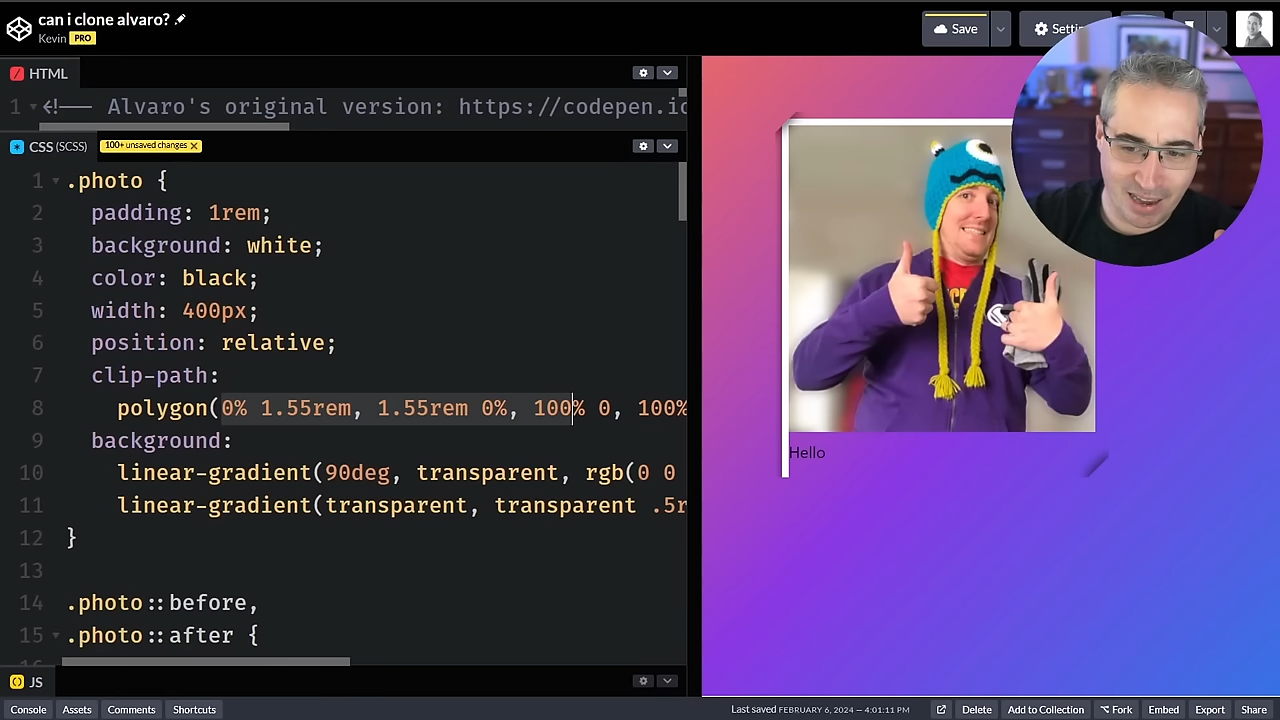 can i clone alvaro?
Kevin PRO
Save
HTML
1 <!-- Alvaro's original version: https://codepen.io
CSS (SCSS) 100+ unsaved changes X
1 .photo {
2 padding: 1rem;
3 background: white;
4 color: black;
5 width: 400px;
6 position: relative;
7 clip-path:
8 polygon(0% 1.55rem, 1.55rem 0%, 100% 0, 100%
9 background:
10 linear-gradient(90deg, transparent, rgb(0 0
11 linear-gradient(transparent, transparent .5r
12 }
13
14 .photo::before,
15 .photo::after {
Hello
JS
Console Assets Comments Shortcuts Last saved FEBRUARY 6, 2024 — 4:01:11 PM Delete Add to Collection Fork Embed Export Share